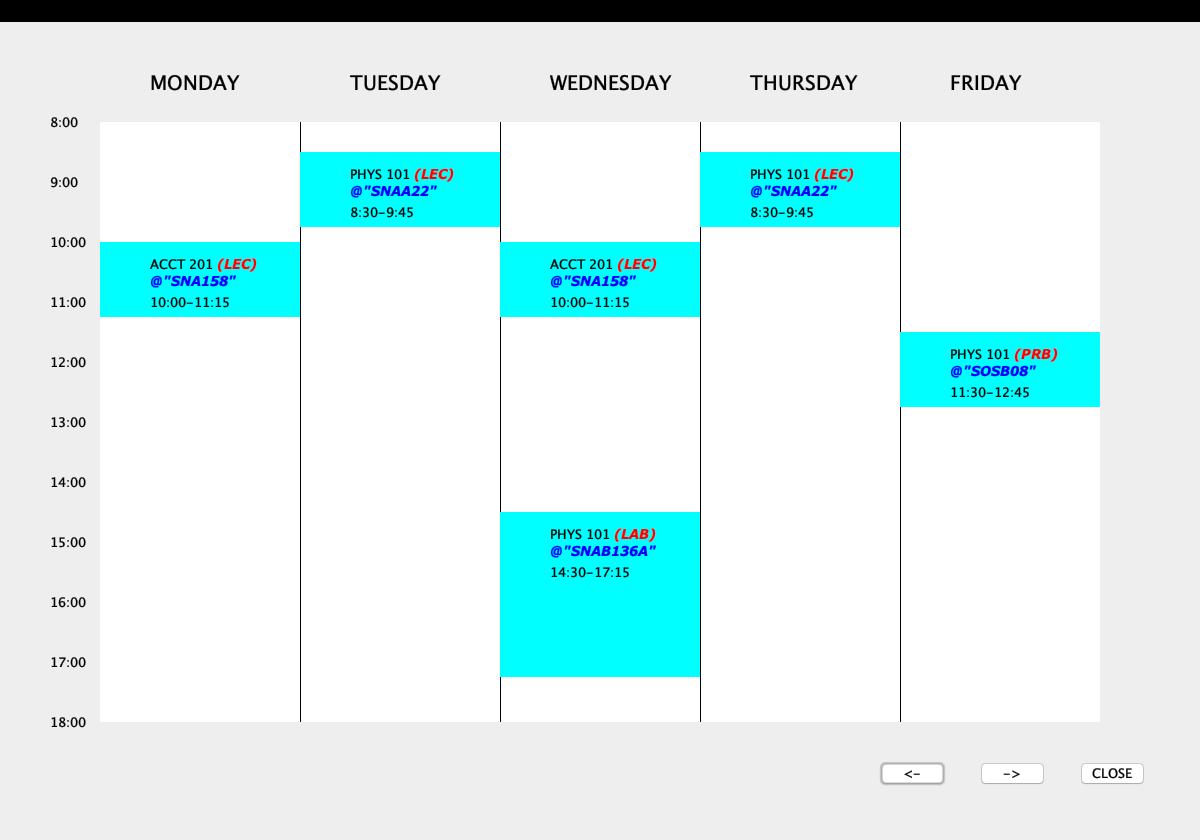 MONDAY TUESDAY WEDNESDAY THURSDAY FRIDAY
8:00
PHYS 101 (LEC) PHYS 101 (LEC)
9:00
@"SNAA22" @"SNAA22"
8:30-9:45 8:30-9:45
10:00
ACCT 201 (LEC) ACCT 201 (LEC)
@"SNA158" @"SNA158"
11:00 10:00-11:15 10:00-11:15
PHYS 101 (PRB)
12:00
@"SOSB08"
11:30-12:45
13:00
14:00
PHYS 101 (LAB)
15:00
@"SNAB136A"
14:30-17:15
16:00
17:00
18:00
<- -> CLOSE